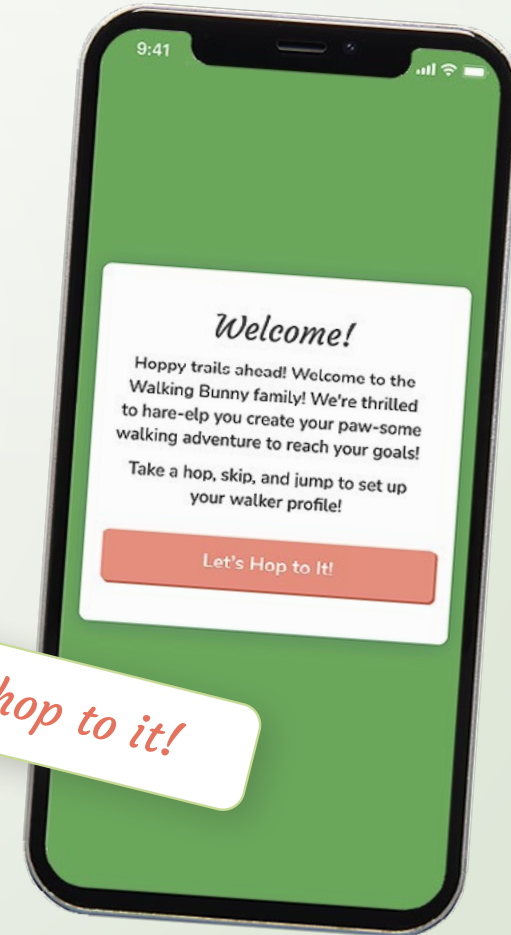 9:41
Welcome!
Hoppy trails ahead! Welcome to the
Walking Bunny family! We're thrilled
to hare-elp you create your paw-some
walking adventure to reach your goals!
Take a hop, skip, and jump to set up
your walker profile!
Let's Hop to It!
hop to it!